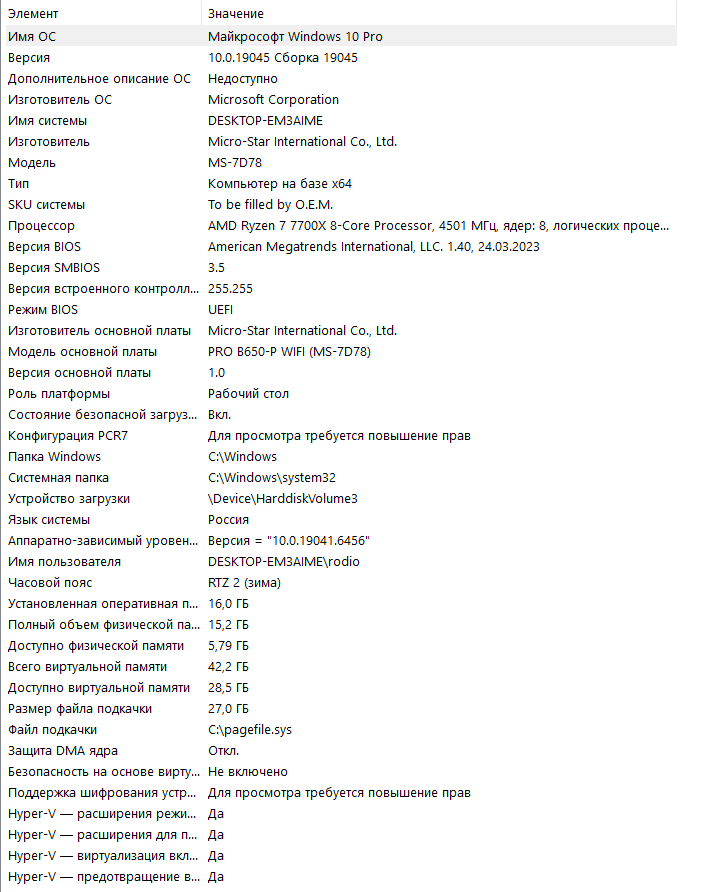 Элемент Значение
Имя ОС Майкрософт Windows 10 Pro
Версия 10.0.19045 Сборка 19045
Дополнительное описание ОС Недоступно
Изготовитель ОС Microsoft Corporation
Имя системы DESKTOP-EM3AIME
Изготовитель Micro-Star International Co., Ltd.
Модель MS-7D78
Тип Компьютер на базе x64
SKU системы To be filled by O.E.M.
Процессор AMD Ryzen 7 7700X 8-Core Processor, 4501 МГц, ядер: 8, логических проце...
Версия BIOS American Megatrends International, LLC. 1.40, 24.03.2023
Версия SMBIOS 3.5
Версия встроенного контролл... 255.255
Режим BIOS UEFI
Изготовитель основной платы Micro-Star International Co., Ltd.
Модель основной платы PRO B650-P WIFI (MS-7D78)
Версия основной платы 1.0
Роль платформы Рабочий стол
Состояние безопасной загруз... Вкл.
Конфигурация PCR7 Для просмотра требуется повышение прав
Папка Windows C:\Windows
Системная папка C:\Windows\system32
Устройство загрузки \Device\HarddiskVolume3
Язык системы Россия
Аппаратно-зависимый уровен... Версия = "10.0.19041.6456"
Имя пользователя DESKTOP-EM3AIME\rodio
Часовой пояс RTZ 2 (зима)
Установленная оперативная п... 16,0 ГБ
Полный объем физической па... 15,2 ГБ
Доступно физической памяти 5,79 ГБ
Всего виртуальной памяти 42,2 ГБ
Доступно виртуальной памяти 28,5 ГБ
Размер файла подкачки 27,0 ГБ
Файл подкачки C:\pagefile.sys
Защита DMA ядра Откл.
Безопасность на основе вирту... Не включено
Поддержка шифрования устр... Для просмотра требуется повышение прав
Hyper-V — расширения режи... Да
Hyper-V — расширения для п... Да
Hyper-V — виртуализация вкл... Да
Hyper-V — предотвращение в... Да